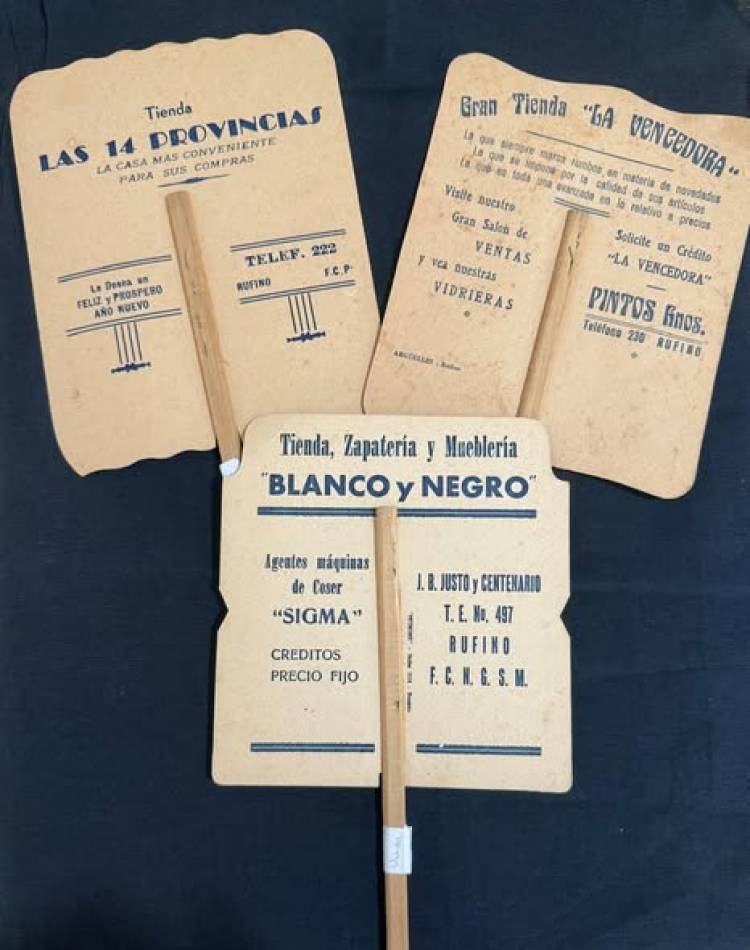 Tienda
LAS 14 PROVINCIAS
LA CASA MAS CONVENIENTE
PARA SUS COMPRAS
Le Desea un
FELIZ y PROSPERO
AÑO NUEVO
TELEF. 222
RUFINO F.C.P.
Gran Tienda "LA VENCEDORA"
La que siempre marca rumbos, en materia de novedades
La que se impone por la calidad de sus artículos
La que es toda una avanzada en lo relativo a precios
Visite nuestro
Gran Salón de
VENTAS
y vea nuestras
VIDRIERAS
Solicite un Crédito
"LA VENCEDORA"
PINTOS Hnos.
Teléfono 230 RUFINO
ARGÜELLES - Rufino
Tienda, Zapatería y Mueblería
"BLANCO y NEGRO"
Agentes máquinas
de Coser
"SIGMA"
CREDITOS
PRECIO FIJO
J. B. JUSTO y CENTENARIO
T. E. No. 497
RUFINO
F. C. N. G. S. M.